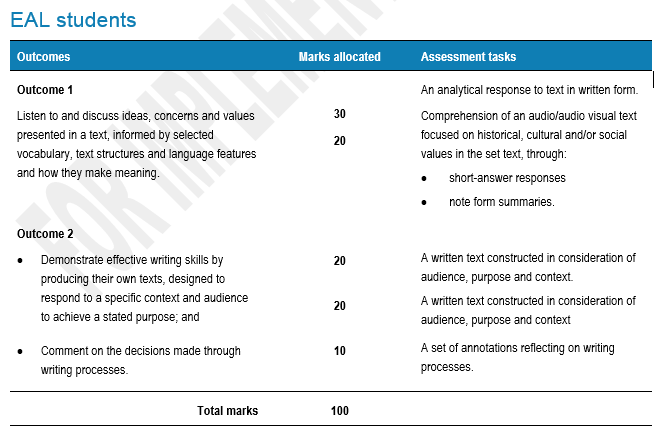 EAL students
Outcomes Marks allocated Assessment tasks
Outcome 1 An analytical response to text in written form.
Listen to and discuss ideas, concerns and values 30 Comprehension of an audio/audio visual text
presented in a text, informed by selected 20 focused on historical, cultural and/or social
vocabulary, text structures and language features values in the set text, through:
and how they make meaning.
• short-answer responses
• note form summaries.
Outcome 2
• Demonstrate effective writing skills by 20 A written text constructed in consideration of
producing their own texts, designed to audience, purpose and context.
respond to a specific context and audience 20 A written text constructed in consideration of
to achieve a stated purpose; and audience, purpose and context
• Comment on the decisions made through 10 A set of annotations reflecting on writing
writing processes. processes.
Total marks 100
FOR IMPLEMEN